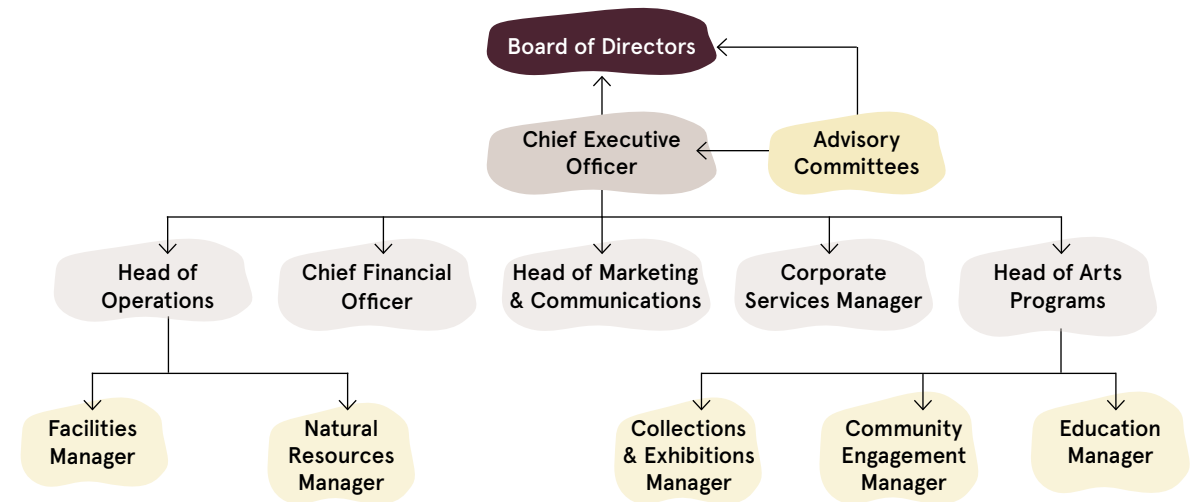 Board of Directors
Chief Executive
Officer
Advisory
Committees
Head of
Operations
Chief Financial
Officer
Head of Marketing
& Communications
Corporate
Services Manager
Head of Arts
Programs
Facilities
Manager
Natural
Resources
Manager
Collections
& Exhibitions
Manager
Community
Engagement
Manager
Education
Manager